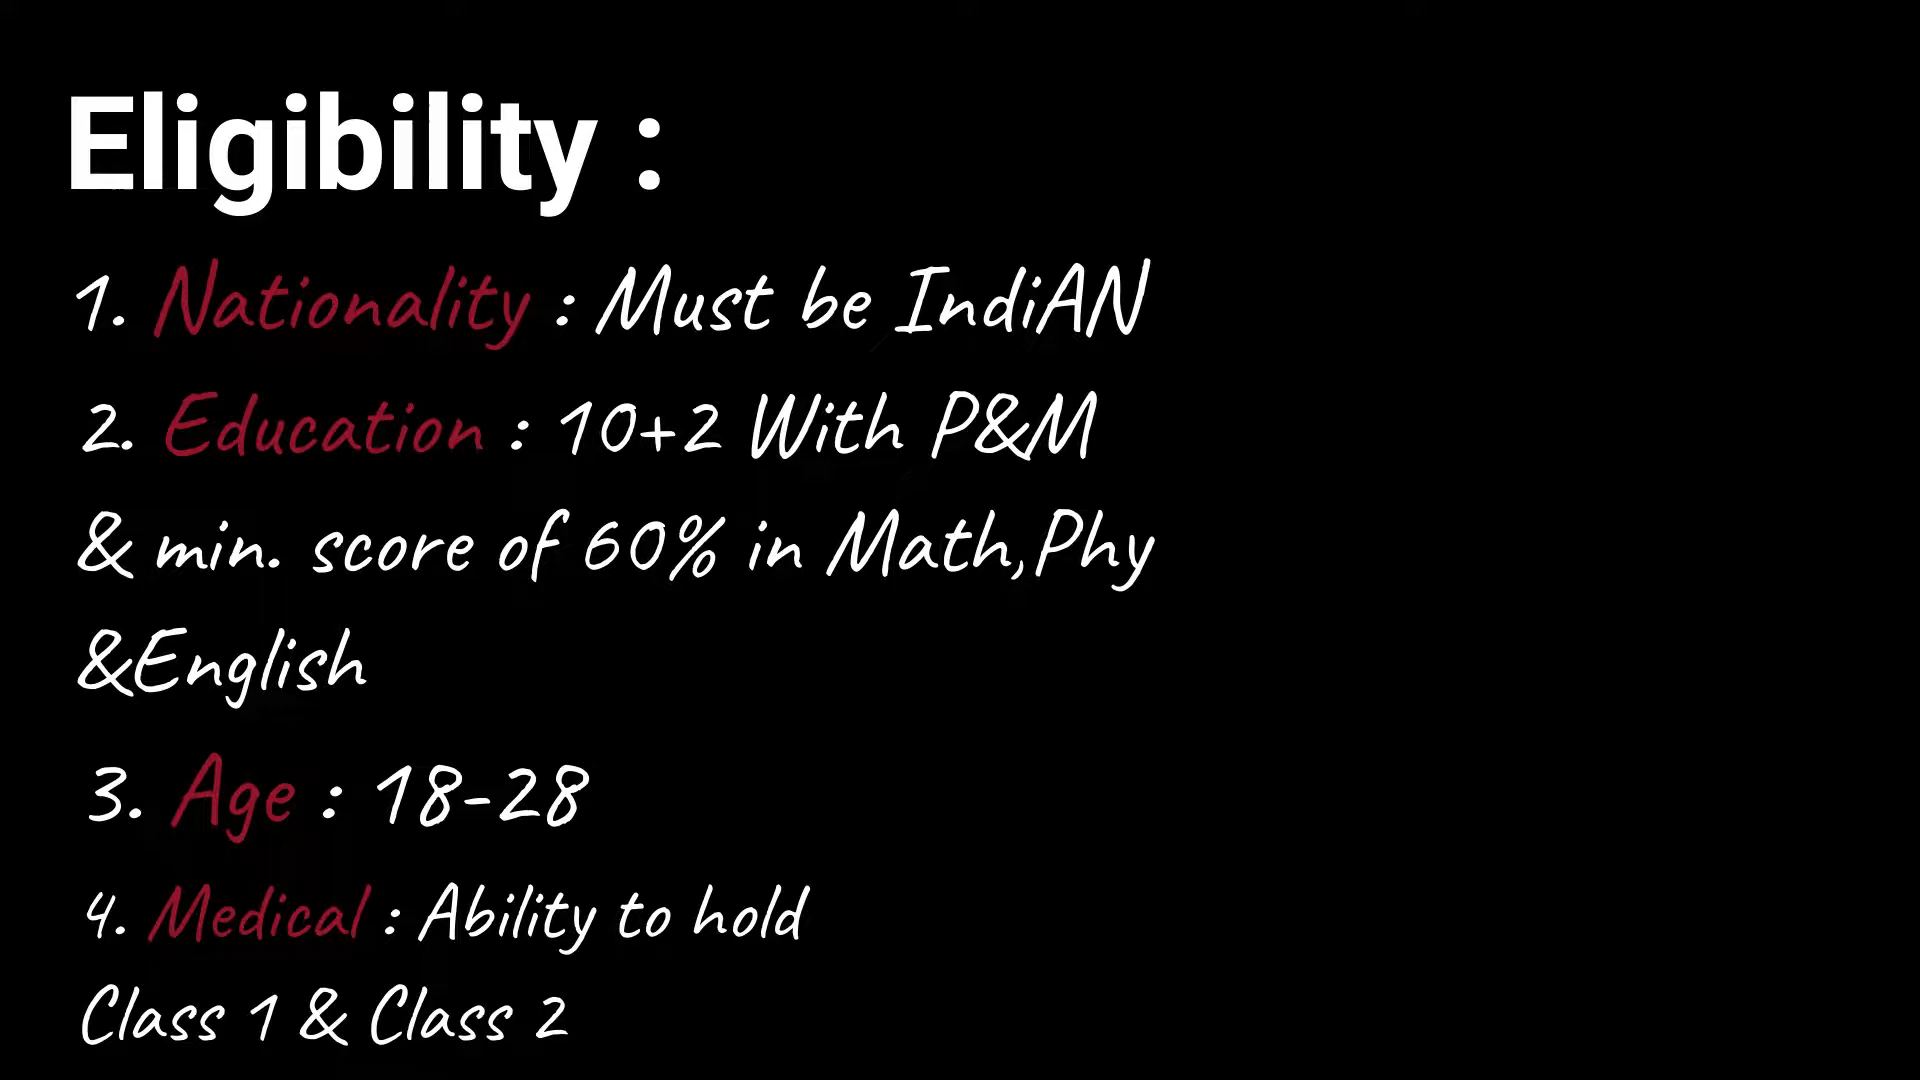 Eligibility :
1. Nationality : Must be IndiAN
2. Education : 10+2 With P&M
& min. score of 60% in Math,Phy
&English
3. Age : 18-28
4. Medical : Ability to hold
Class 1 & Class 2